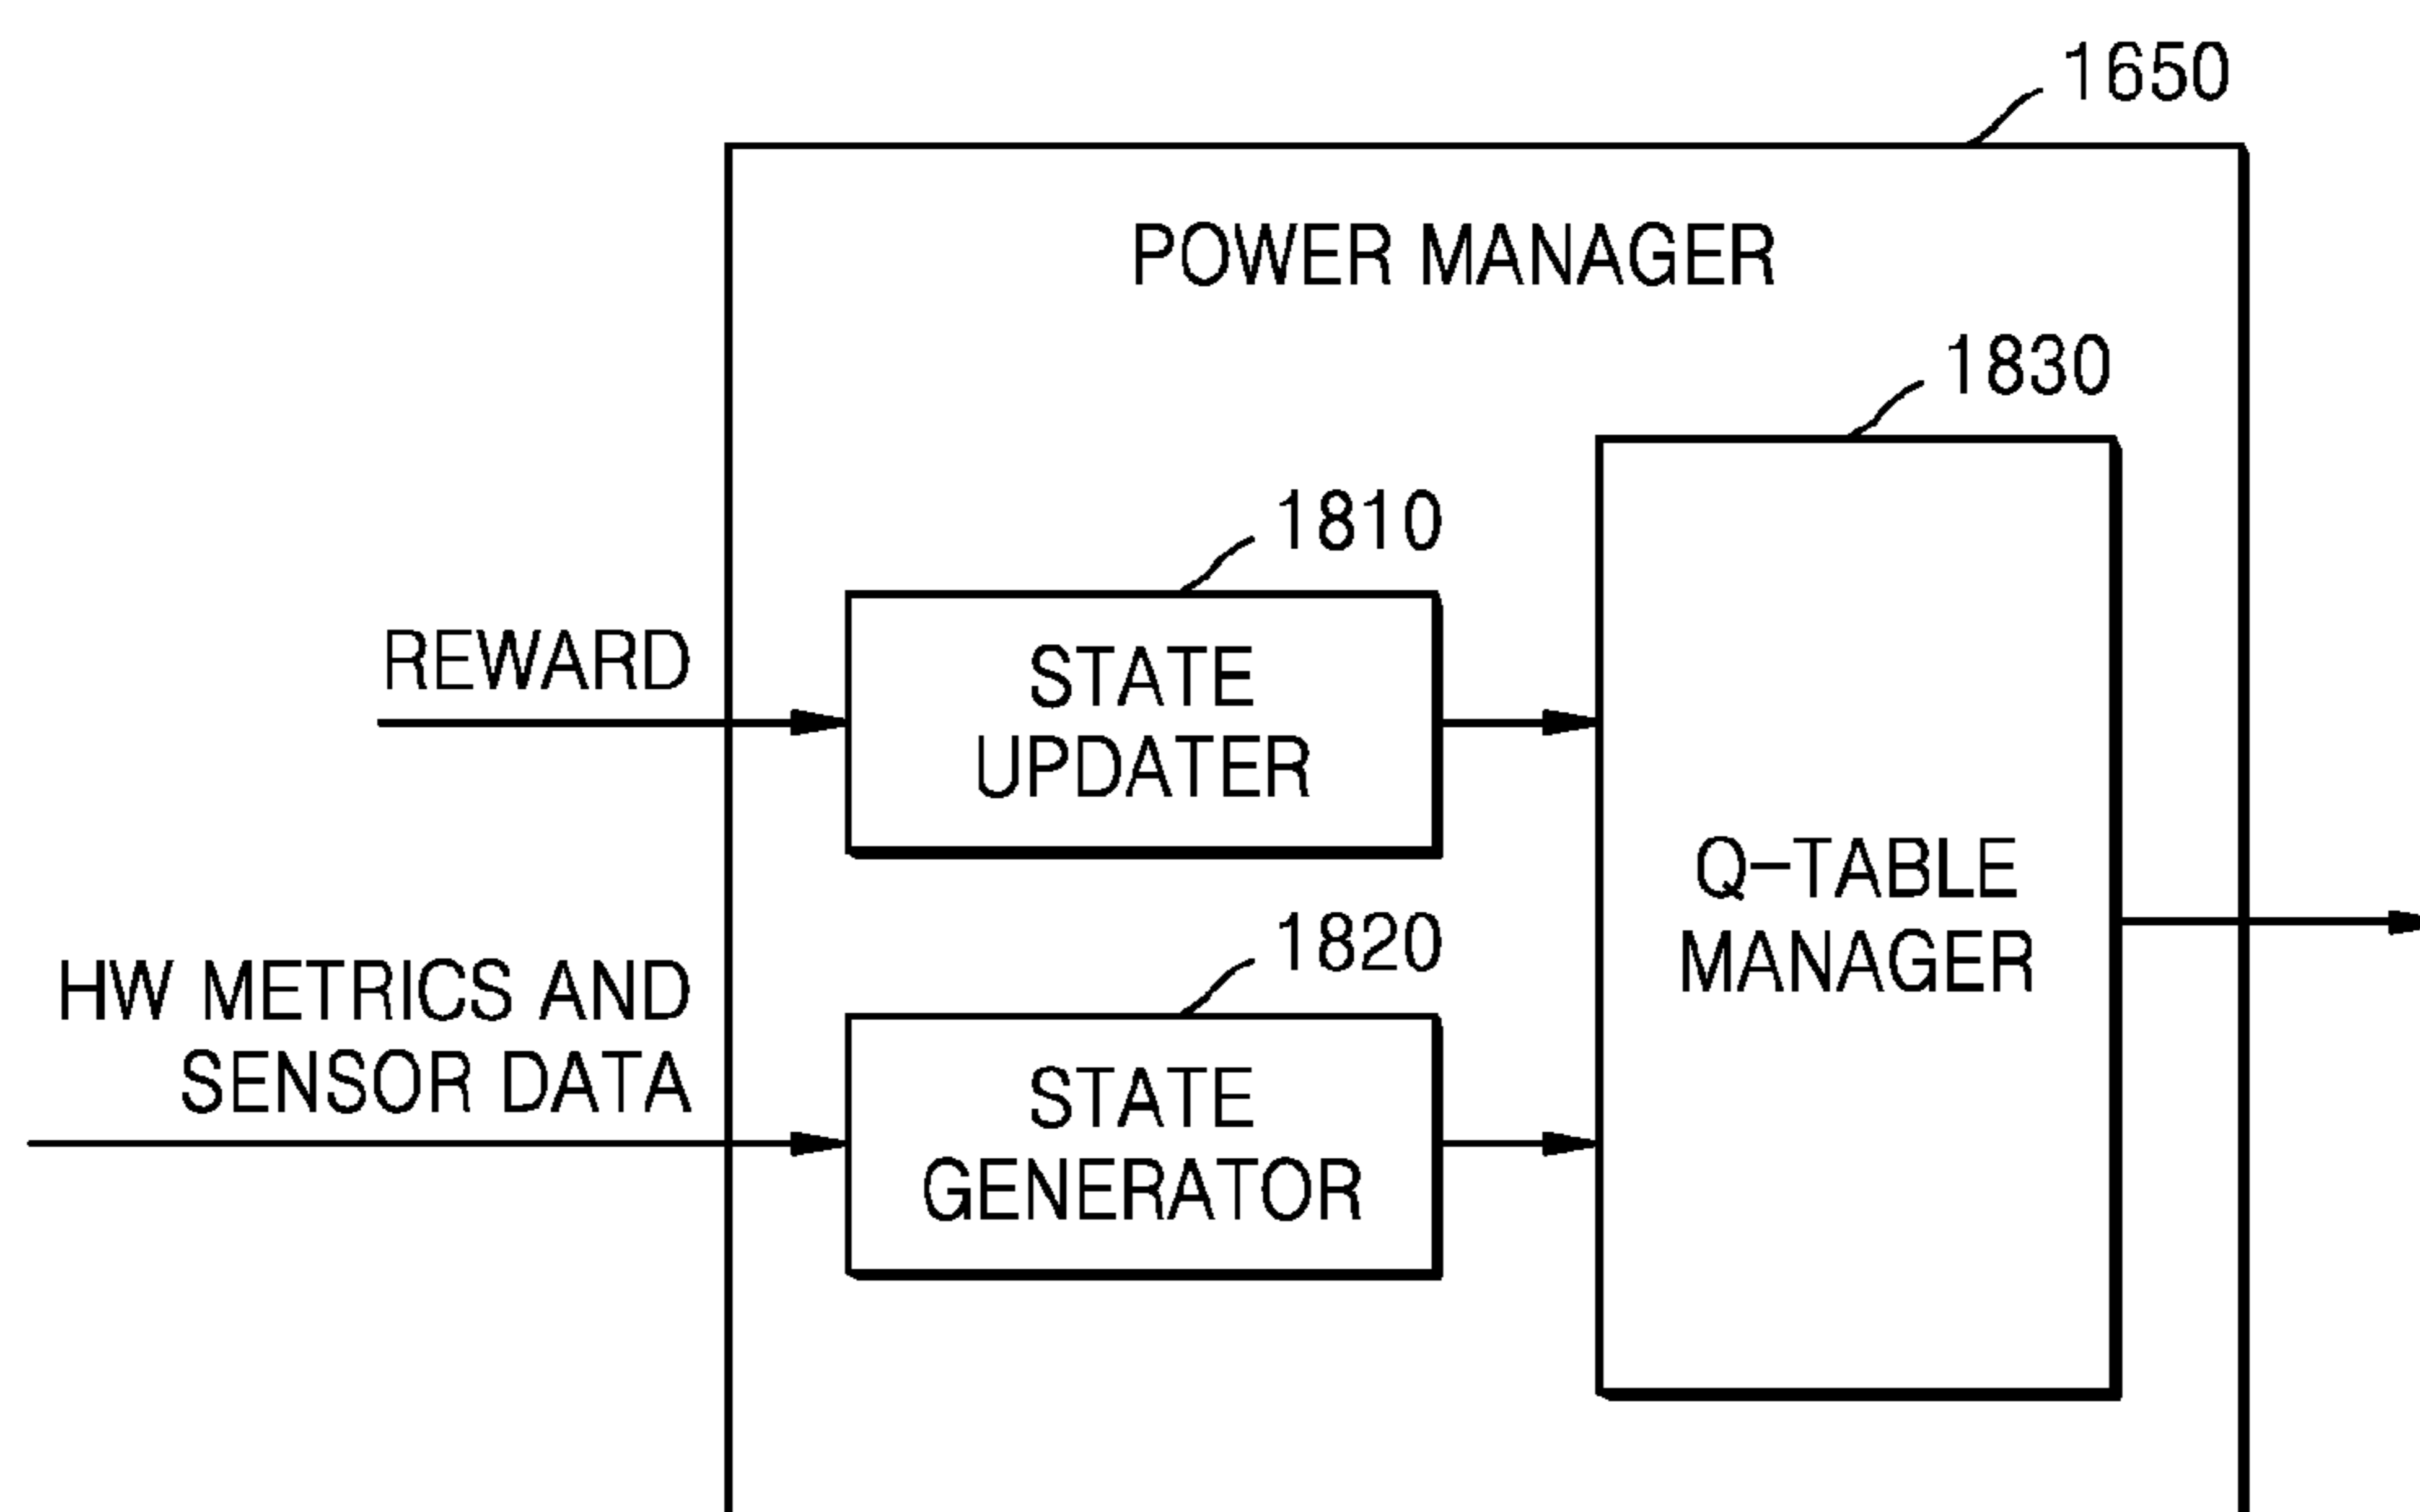 1650
POWER MANAGER
1830
1810
REWARD
STATE
UPDATER
Q-TABLE
MANAGER
1820
HW METRICS AND
SENSOR DATA
STATE
GENERATOR